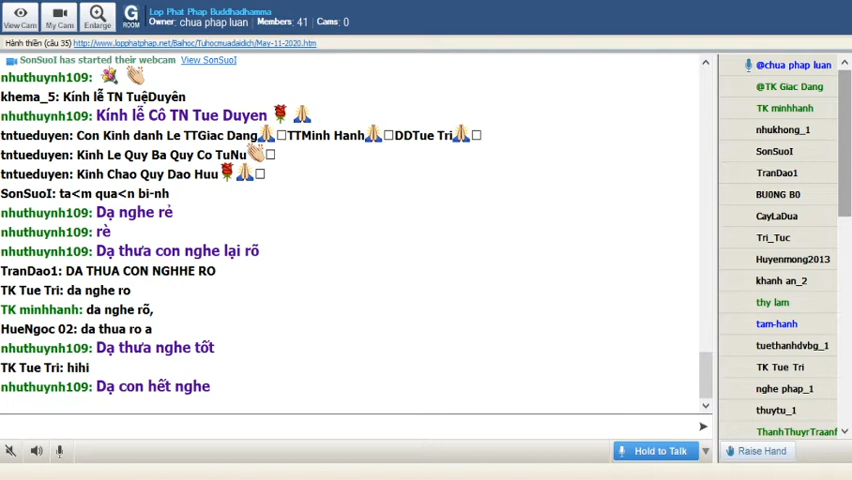 Lop Phat Phap Buddhadhamma
Owner: chua phap luan Members: 41 Cams: 0
View Cam
My Cam
Enlarge
G
ROOM
Hành thiền (câu 35) http://www.lopphatphap.net/Baihoc/Tuhocmuadaidich/May-11-2020.htm
SonSuoI has started their webcam View SonSuoI
nhuthuynh109:
khema_5: Kính lễ TN TuệDuyên
nhuthuynh109: Kính lễ Cô TN Tue Duyen
tntueduyen: Con Kinh danh Le TTGiac Dang TTMinh Hanh DDTue Tri
tntueduyen: Kinh Le Quy Ba Quy Co TuNu
tntueduyen: Kinh Chao Quy Dao Huu
SonSuoI: ta<m qua<n bi-nh
nhuthuynh109: Dạ nghe rẻ
nhuthuynh109: rè
nhuthuynh109: Dạ thưa con nghe lại rõ
TranDao1: DA THUA CON NGHHE RO
TK Tue Tri: da nghe ro
TK minhhanh: da nghe rõ,
HueNgoc 02: da thua ro a
nhuthuynh109: Dạ thưa nghe tốt
TK Tue Tri: hihi
nhuthuynh109: Dạ con hết nghe
Hold to Talk
@chua phap luan
@TK Giac Dang
TK minhhanh
nhukhong_1
SonSuoI
TranDao1
BU0NG B0
CayLaDua
Tri_Tuc
Huyenmong2013
khanh an_2
thy lam
tam-hanh
tuethanhdvbg_1
TK Tue Tri
nghe phap_1
thuytu_1
ThanhThuyrTraanf
Raise Hand